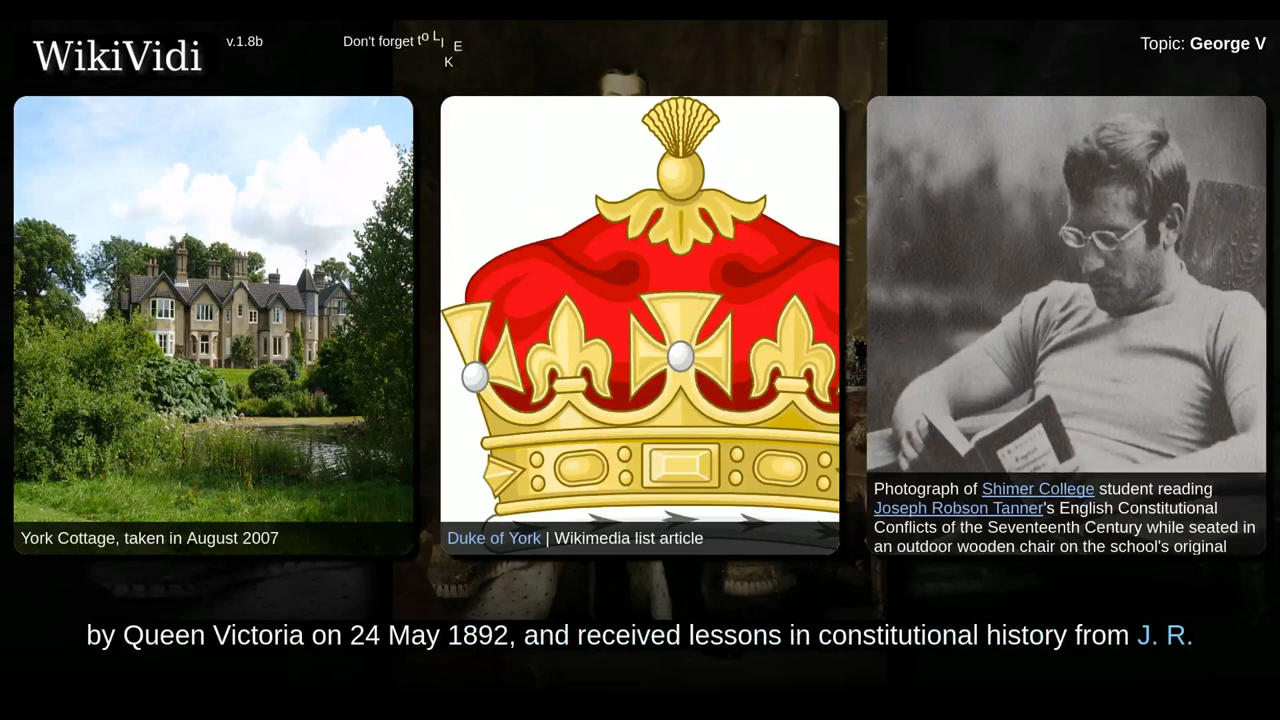 WikiVidi
v.1.8b
Don't forget to LIKE
Topic: George V
York Cottage, taken in August 2007
Duke of York | Wikimedia list article
Photograph of Shimer College student reading
Joseph Robson Tanner's English Constitutional
Conflicts of the Seventeenth Century while seated in
an outdoor wooden chair on the school's original
by Queen Victoria on 24 May 1892, and received lessons in constitutional history from J. R.